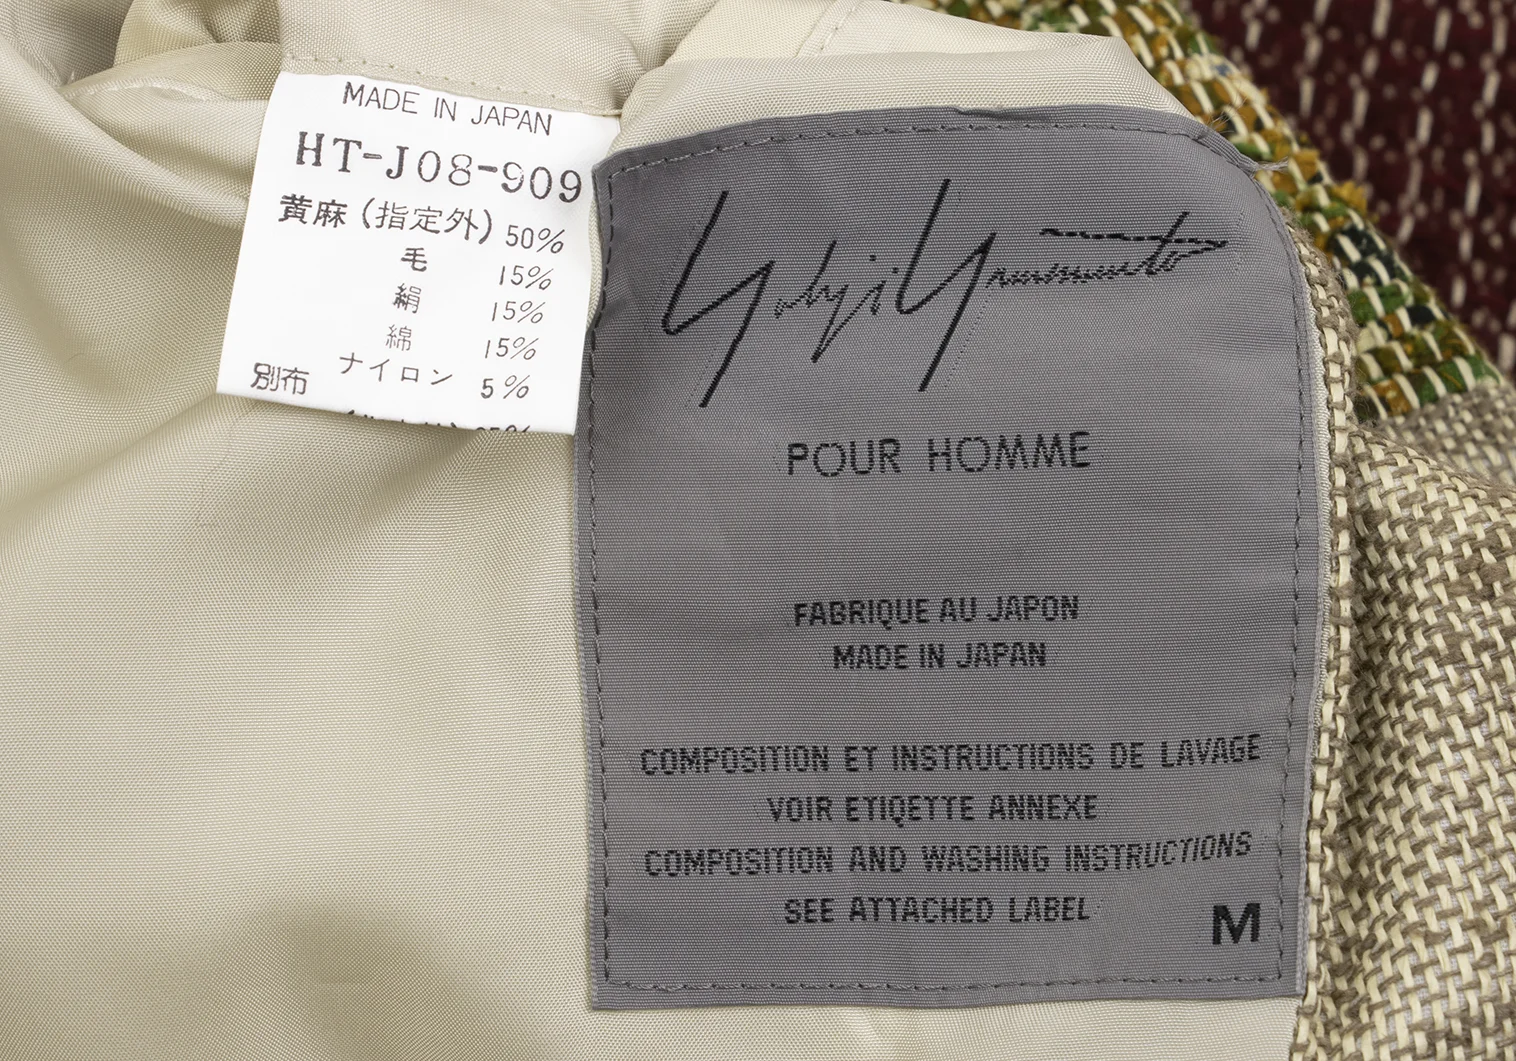 MADE IN JAPAN
HT-J08-909
黄麻(指定外) 50%
毛 15%
絹 15%
綿 15%
ナイロン 5%
別布
Yohji Yamamoto
POUR HOMME
FABRIQUE AU JAPON
MADE IN JAPAN
COMPOSITION ET INSTRUCTIONS DE LAVAGE
VOIR ETIQETTE ANNEXE
COMPOSITION AND WASHING INSTRUCTIONS
SEE ATTACHED LABEL
M